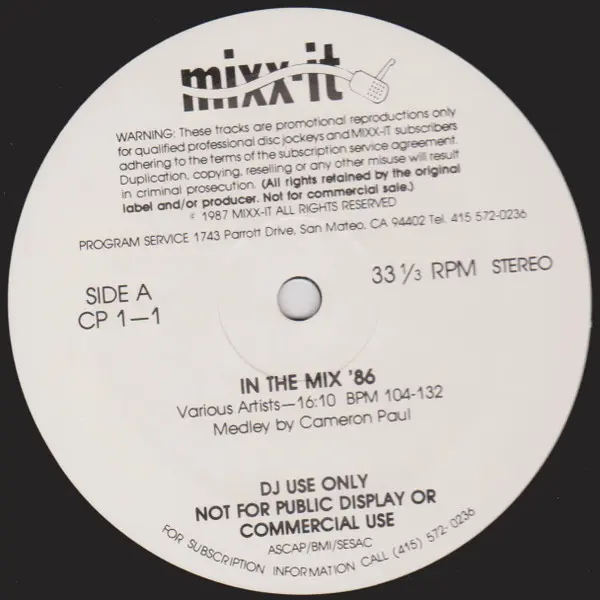 mixx-it
WARNING: These tracks are promotional reproductions only
for qualified professional disc jockeys and MIXX-IT subscribers
adhering to the terms of the subscription service agreement.
Duplication, copying, reselling or any other misuse will result
in criminal prosecution. (All rights retained by the original
label and/or producer. Not for commercial sale.)
© 1987 MIXX-IT ALL RIGHTS RESERVED
PROGRAM SERVICE 1743 Parrott Drive, San Mateo, CA 94402 Tel. 415 572-0236
SIDE A
CP 1—1
33 1/3 RPM STEREO
IN THE MIX '86
Various Artists—16:10 BPM 104-132
Medley by Cameron Paul
DJ USE ONLY
NOT FOR PUBLIC DISPLAY OR
COMMERCIAL USE
ASCAP/BMI/SESAC
FOR SUBSCRIPTION INFORMATION CALL (415) 572-0236